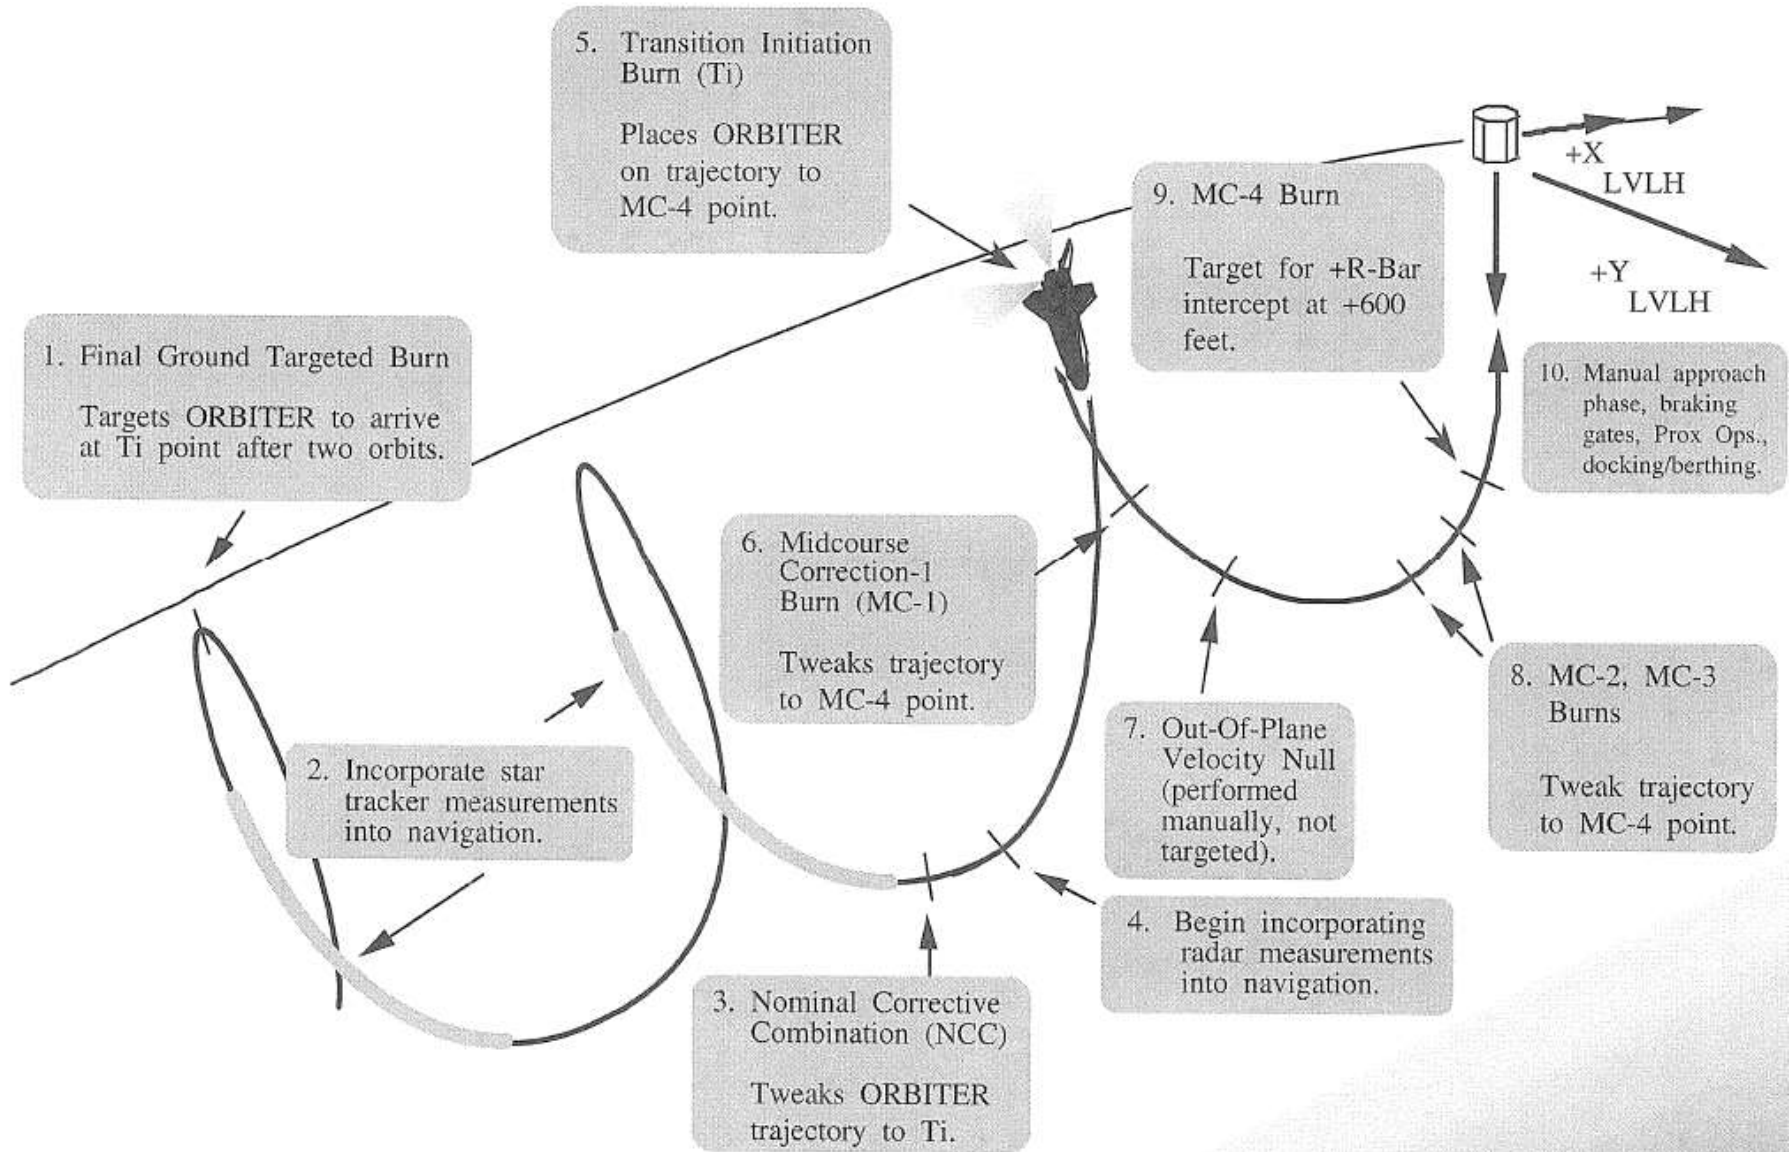 5. Transition Initiation
Burn (Ti)
Places ORBITER
on trajectory to
MC-4 point.
+X
LVLH
+Y
LVLH
9. MC-4 Burn
Target for +R-Bar
intercept at +600
feet.
1. Final Ground Targeted Burn
Targets ORBITER to arrive
at Ti point after two orbits.
10. Manual approach
phase, braking
gates, Prox Ops.,
docking/berthing.
6. Midcourse
Correction-1
Burn (MC-1)
Tweaks trajectory
to MC-4 point.
8. MC-2, MC-3
Burns
Tweak trajectory
to MC-4 point.
7. Out-Of-Plane
Velocity Null
(performed
manually, not
targeted).
2. Incorporate star
tracker measurements
into navigation.
4. Begin incorporating
radar measurements
into navigation.
3. Nominal Corrective
Combination (NCC)
Tweaks ORBITER
trajectory to Ti.